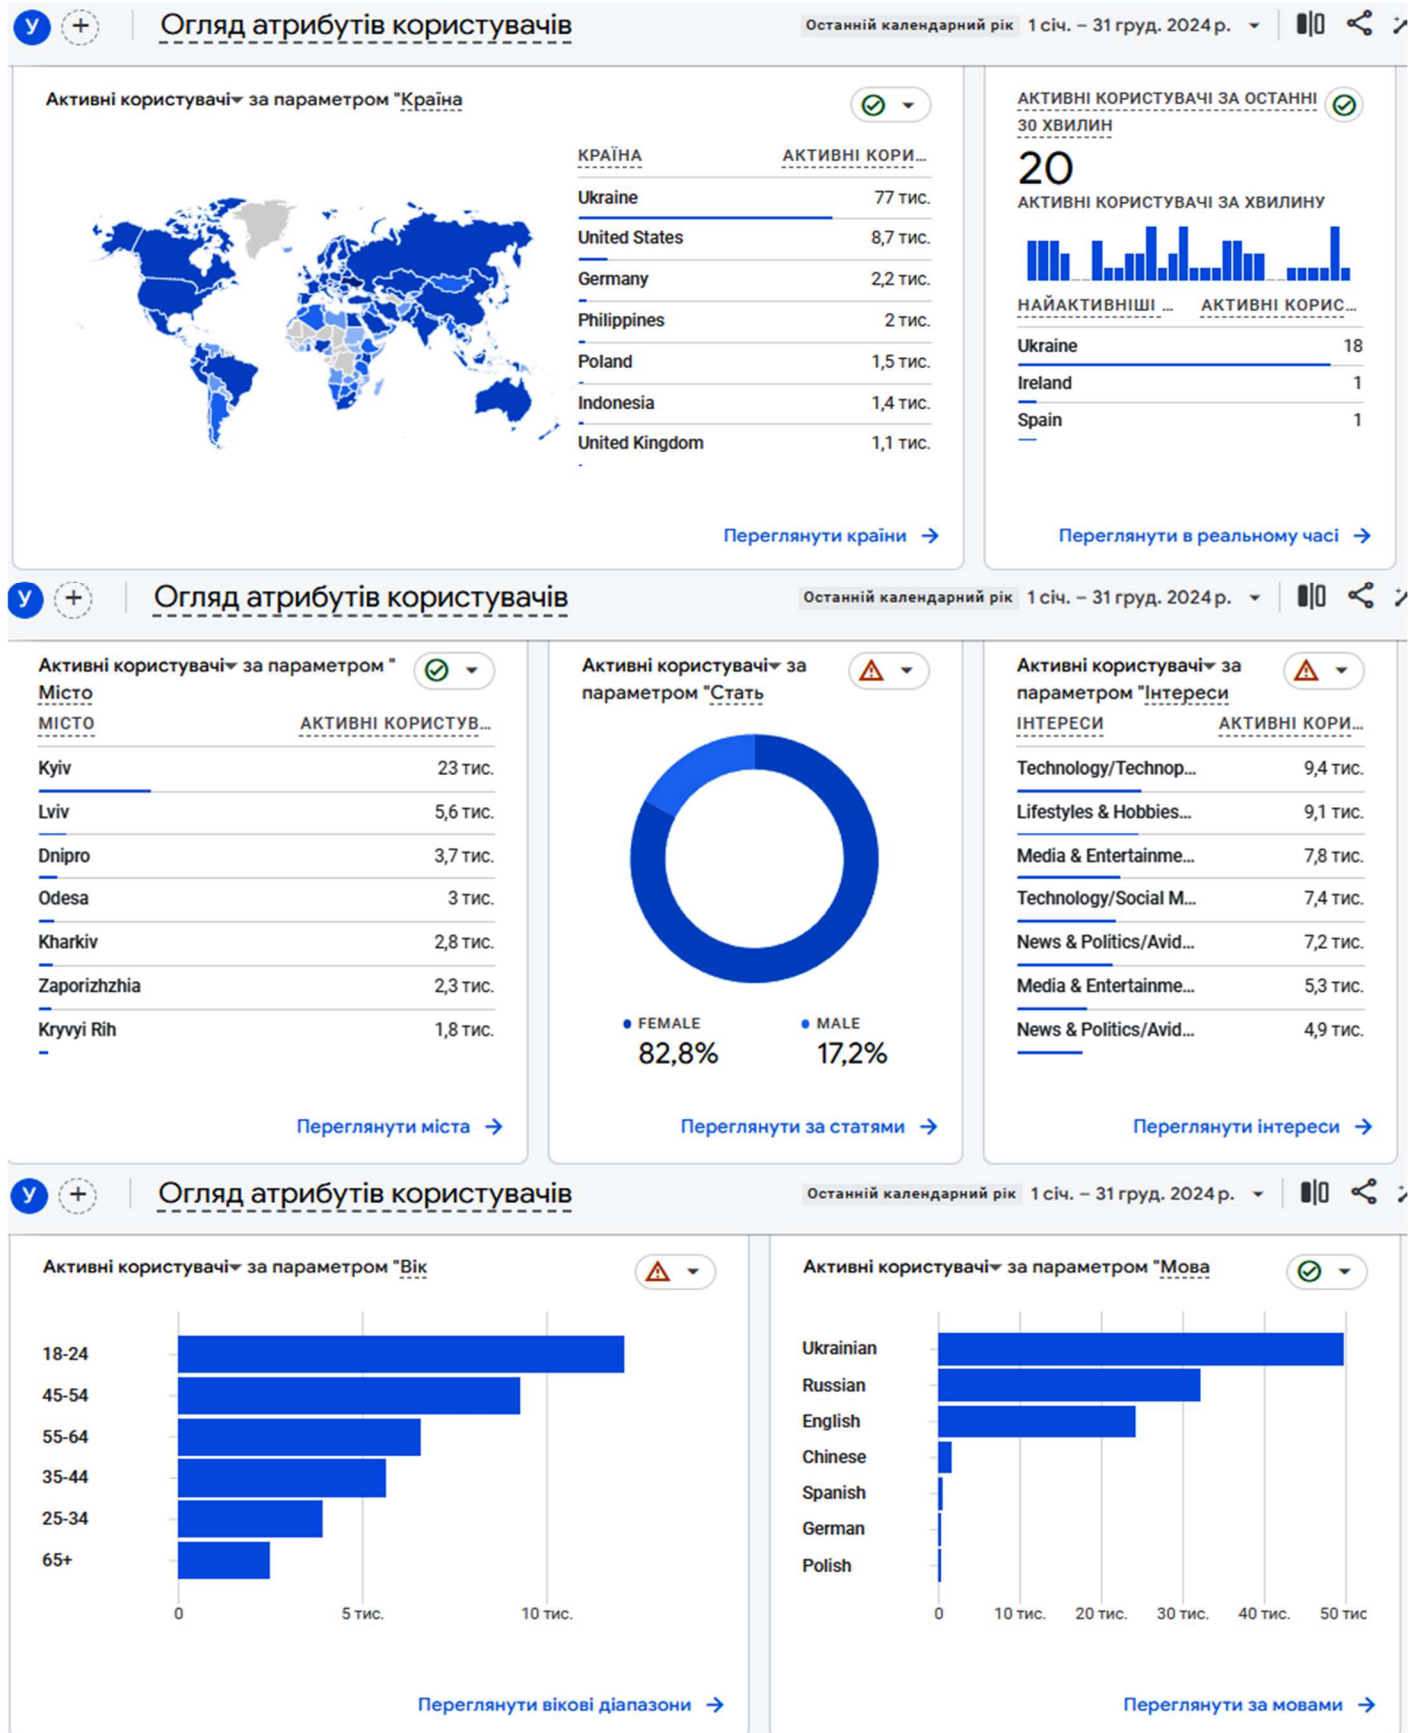 У + Огляд атрибутів користувачів Останній календарний рік 1 січ. – 31 груд. 2024 р.
Активні користувачі за параметром "Країна
КРАЇНА АКТИВНІ КОРИ...
Ukraine 77 тис.
United States 8,7 тис.
Germany 2,2 тис.
Philippines 2 тис.
Poland 1,5 тис.
Indonesia 1,4 тис.
United Kingdom 1,1 тис.
Переглянути країни →
АКТИВНІ КОРИСТУВАЧІ ЗА ОСТАННІ
30 ХВИЛИН
20
АКТИВНІ КОРИСТУВАЧІ ЗА ХВИЛИНУ
НАЙАКТИВНІШІ ... АКТИВНІ КОРИС...
Ukraine 18
Ireland 1
Spain 1
Переглянути в реальному часі →
У + Огляд атрибутів користувачів Останній календарний рік 1 січ. – 31 груд. 2024 р.
Активні користувачі за параметром "
Місто
МІСТО АКТИВНІ КОРИСТУВ...
Kyiv 23 тис.
Lviv 5,6 тис.
Dnipro 3,7 тис.
Odesa 3 тис.
Kharkiv 2,8 тис.
Zaporizhzhia 2,3 тис.
Kryvyi Rih 1,8 тис.
Переглянути міста →
Активні користувачі за
параметром "Стать
FEMALE MALE
82,8% 17,2%
Переглянути за статями →
Активні користувачі за
параметром "Інтереси
ІНТЕРЕСИ АКТИВНІ КОРИ...
Technology/Technop... 9,4 тис.
Lifestyles & Hobbies... 9,1 тис.
Media & Entertainme... 7,8 тис.
Technology/Social M... 7,4 тис.
News & Politics/Avid... 7,2 тис.
Media & Entertainme... 5,3 тис.
News & Politics/Avid... 4,9 тис.
Переглянути інтереси →
У + Огляд атрибутів користувачів Останній календарний рік 1 січ. – 31 груд. 2024 р.
Активні користувачі за параметром "Вік
18-24
45-54
55-64
35-44
25-34
65+
0 5 тис. 10 тис.
Переглянути вікові діапазони →
Активні користувачі за параметром "Мова
Ukrainian
Russian
English
Chinese
Spanish
German
Polish
0 10 тис. 20 тис. 30 тис. 40 тис. 50 тис
Переглянути за мовами →